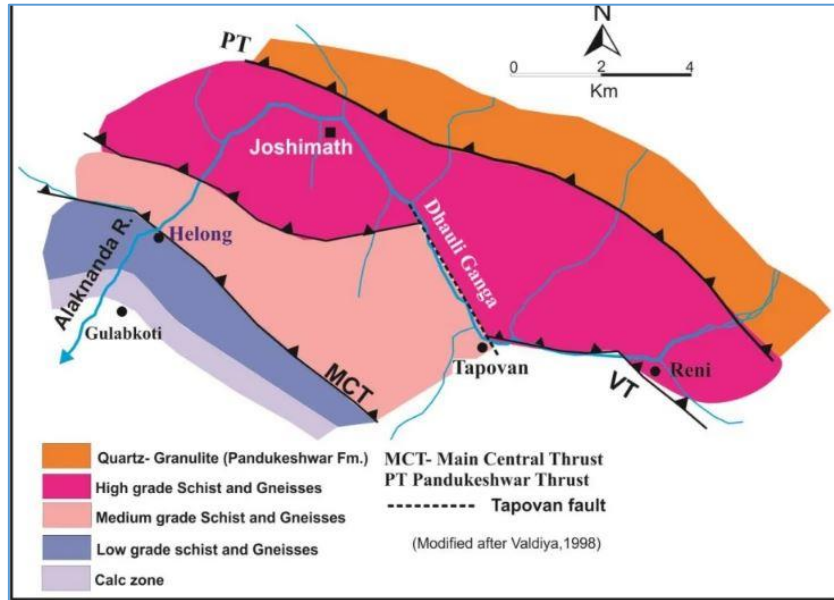 N
PT
0 2 4
Km
Joshimath
Dhauli Ganga
Alaknanda R.
Helong
Gulabkoti
MCT
Tapovan
VT
Reni
Quartz- Granulite (Pandukeshwar Fm.)
High grade Schist and Gneisses
Medium grade Schist and Gneisses
Low grade schist and Gneisses
Calc zone
MCT- Main Central Thrust
PT Pandukeshwar Thrust
Tapovan fault
(Modified after Valdiya,1998)